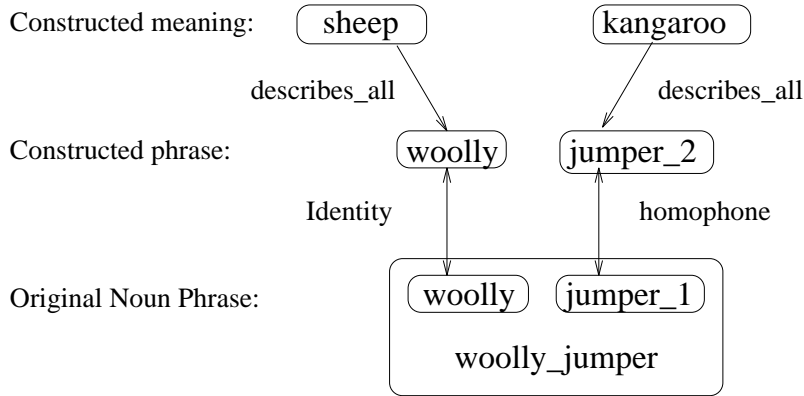 Constructed meaning: sheep kangaroo
describes_all describes_all
Constructed phrase: woolly jumper_2
Identity homophone
Original Noun Phrase: woolly jumper_1
woolly_jumper